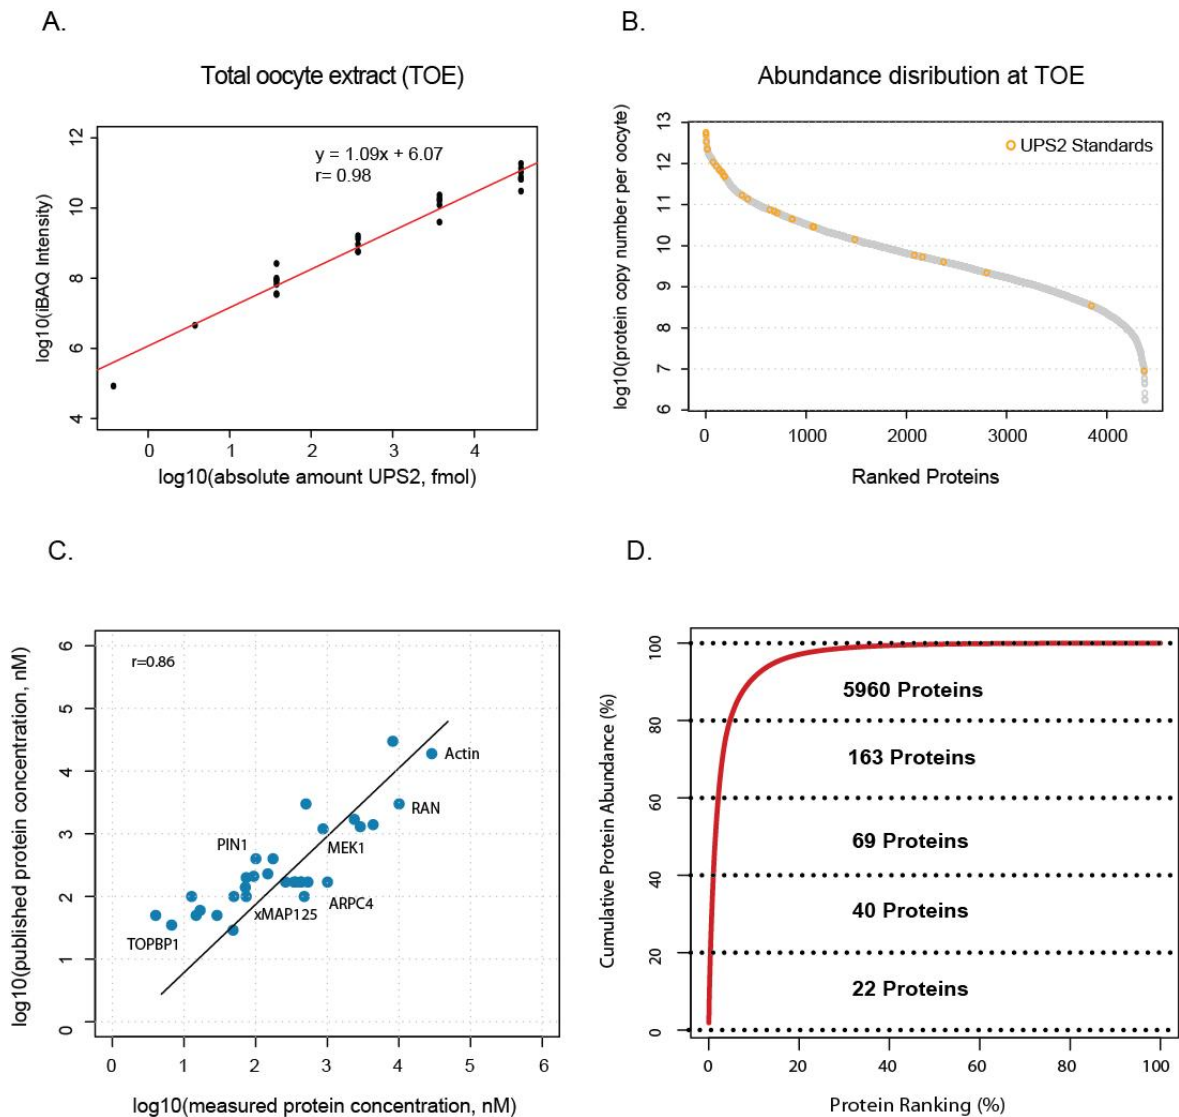 A.
Total oocyte extract (TOE)
y = 1.09x + 6.07
r= 0.98
log10(iBAQ Intensity)
12
10
8
6
4
0 1 2 3 4
log10(absolute amount UPS2, fmol)
B.
Abundance disribution at TOE
UPS2 Standards
log10(protein copy number per oocyte)
13
12
11
10
9
8
7
6
0 1000 2000 3000 4000
Ranked Proteins
C.
r=0.86
log10(published protein concentration, nM)
6
5
4
3
2
1
0
Actin
RAN
PIN1
MEK1
ARPC4
xMAP125
TOPBP1
0 1 2 3 4 5 6
log10(measured protein concentration, nM)
D.
Cumulative Protein Abundance (%)
100
80
60
40
20
0
5960 Proteins
163 Proteins
69 Proteins
40 Proteins
22 Proteins
0 20 40 60 80 100
Protein Ranking (%)